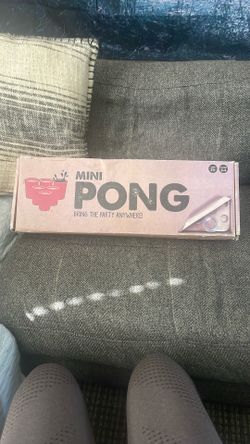 MINI
PONG
BRING THE PARTY ANYWHERE!